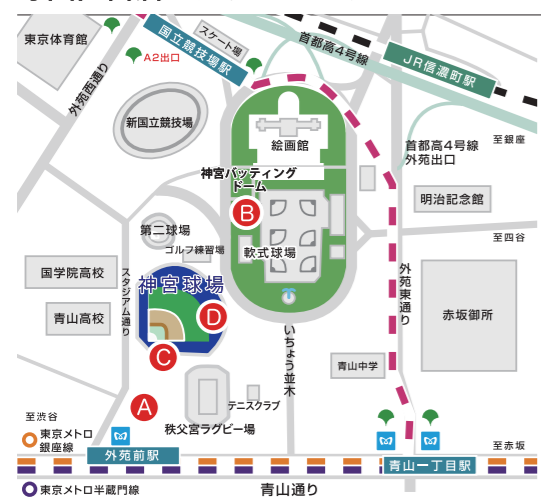 東京体育館
A2出口
国立競技場駅
スケート場
首都高4号線
JR信濃町駅
外苑西通り
新国立競技場
絵画館
首都高4号線
外苑出口
至銀座
神宮バッティング
ドーム
明治記念館
B
第二球場
ゴルフ練習場
軟式球場
至四谷
国学院高校
スタジアム通り
神宮球場
外苑東通り
赤坂御所
青山高校
D
C
いちょう並木
青山中学
A
テニスクラブ
秩父宮ラグビー場
至渋谷
東京メトロ
銀座線
外苑前駅
青山一丁目駅
至赤坂
東京メトロ半蔵門線
青山通り